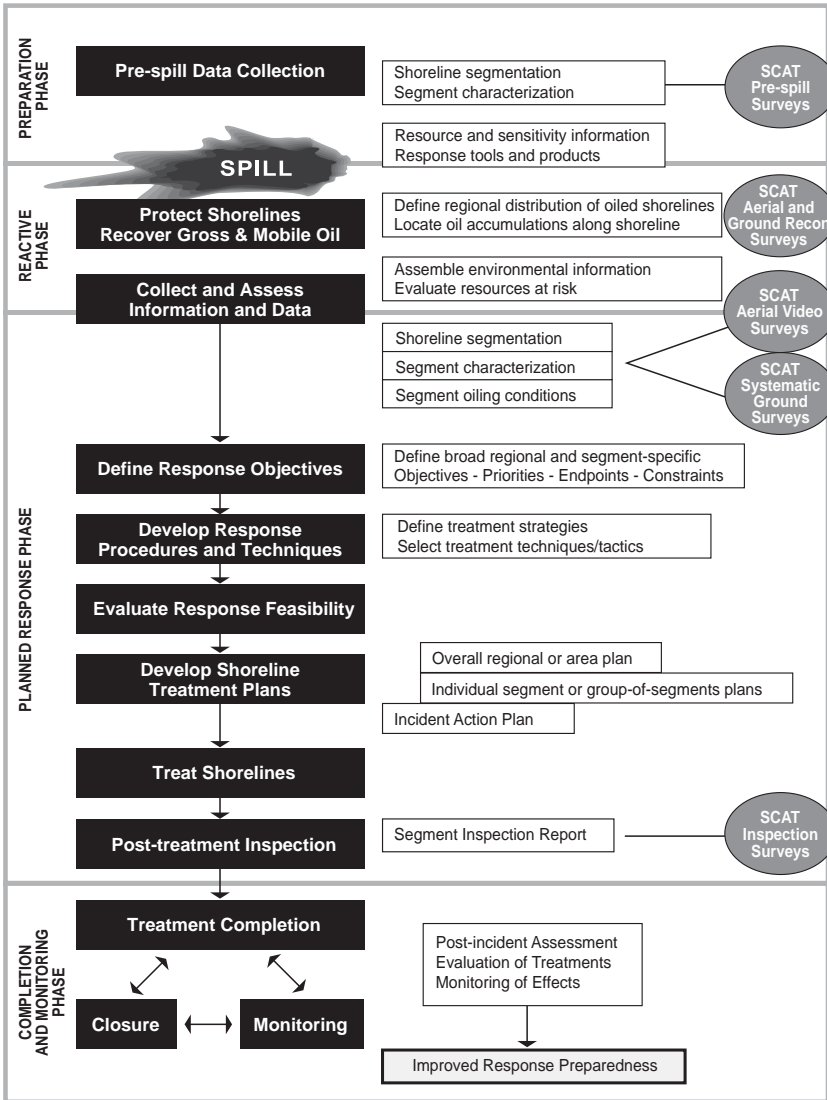 PREPARATION
PHASE
Pre-spill Data Collection
Shoreline segmentation
Segment characterization
SCAT
Pre-spill
Surveys
Resource and sensitivity information
Response tools and products
SPILL
REACTIVE
PHASE
Protect Shorelines
Recover Gross & Mobile Oil
Define regional distribution of oiled shorelines
Locate oil accumulations along shoreline
SCAT
Aerial and
Ground Recon
Surveys
Collect and Assess
Information and Data
Assemble environmental information
Evaluate resources at risk
SCAT
Aerial Video
Surveys
PLANNED RESPONSE PHASE
Shoreline segmentation
Segment characterization
Segment oiling conditions
SCAT
Systematic
Ground
Surveys
Define Response Objectives
Define broad regional and segment-specific
Objectives - Priorities - Endpoints - Constraints
Develop Response
Procedures and Techniques
Define treatment strategies
Select treatment techniques/tactics
Evaluate Response Feasibility
Develop Shoreline
Treatment Plans
Overall regional or area plan
Individual segment or group-of-segments plans
Incident Action Plan
Treat Shorelines
Post-treatment Inspection
Segment Inspection Report
SCAT
Inspection
Surveys
COMPLETION
AND MONITORING
PHASE
Treatment Completion
Closure
Monitoring
Post-incident Assessment
Evaluation of Treatments
Monitoring of Effects
Improved Response Preparedness